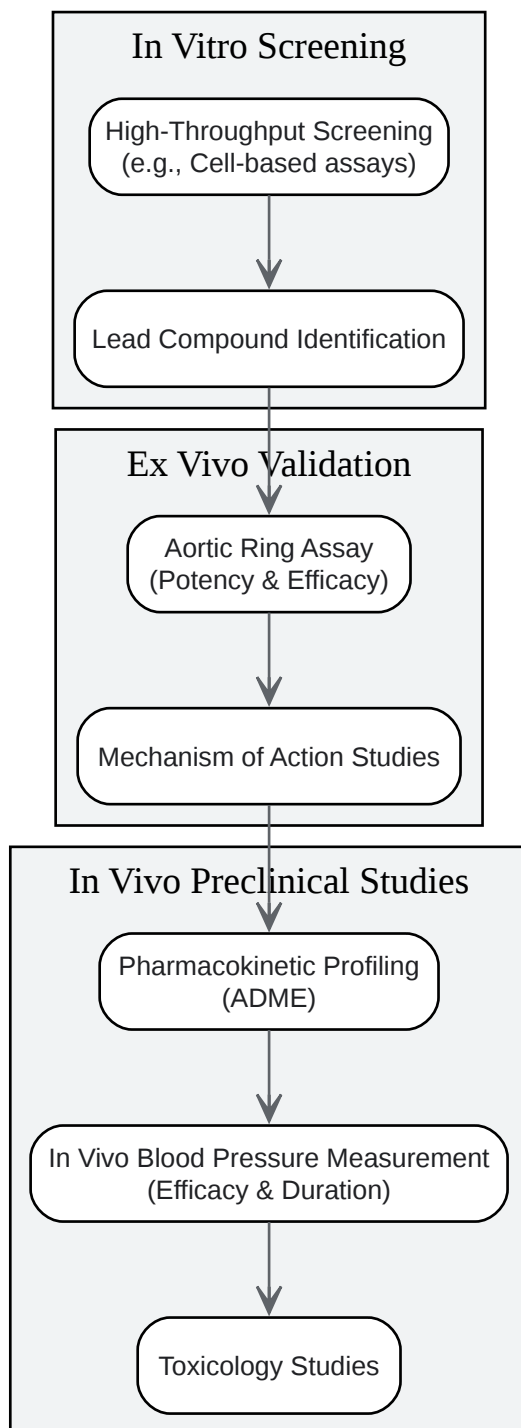 In Vitro Screening
High-Throughput Screening
(e.g., Cell-based assays)
Lead Compound Identification
Ex Vivo Validation
Aortic Ring Assay
(Potency & Efficacy)
Mechanism of Action Studies
In Vivo Preclinical Studies
Pharmacokinetic Profiling
(ADME)
In Vivo Blood Pressure Measurement
(Efficacy & Duration)
Toxicology Studies